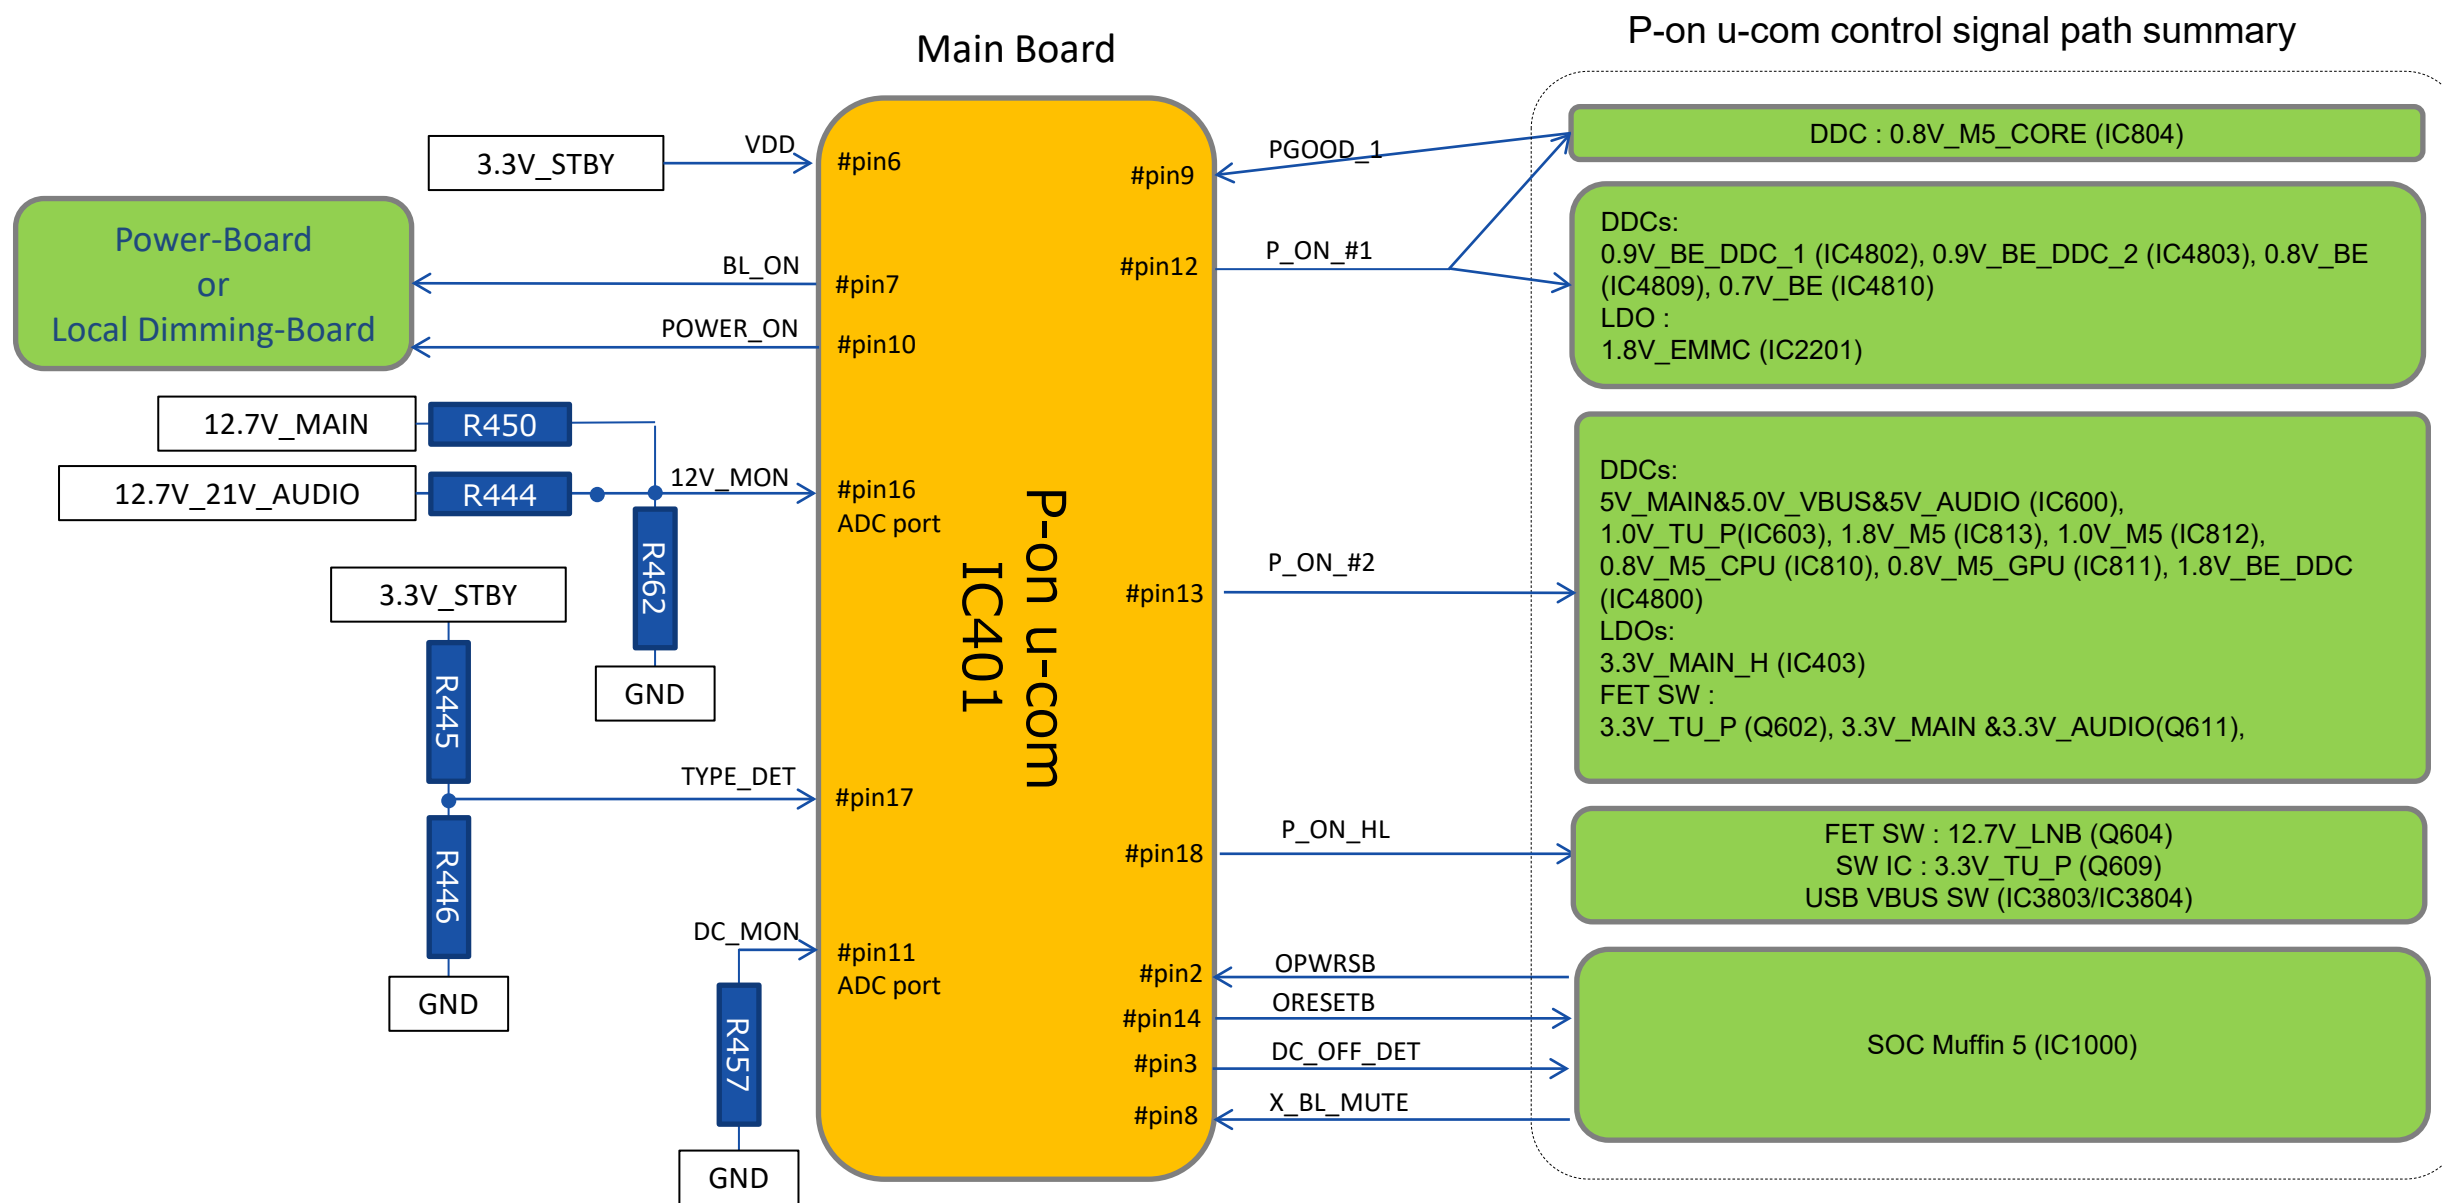 P-on u-com control signal path summary
Main Board
3.3V_STBY
VDD
#pin6
Power-Board
or
Local Dimming-Board
BL_ON
#pin7
POWER_ON
#pin10
12.7V_MAIN
R450
12.7V_21V_AUDIO
R444
12V_MON
#pin16
ADC port
R462
GND
3.3V_STBY
R445
TYPE_DET
#pin17
R446
GND
DC_MON
#pin11
ADC port
R457
GND
P-on u-com
IC401
#pin9
PGOOD_1
DDC : 0.8V_M5_CORE (IC804)
#pin12
P_ON_#1
DDCs:
0.9V_BE_DDC_1 (IC4802), 0.9V_BE_DDC_2 (IC4803), 0.8V_BE
(IC4809), 0.7V_BE (IC4810)
LDO :
1.8V_EMMC (IC2201)
#pin13
P_ON_#2
DDCs:
5V_MAIN&5.0V_VBUS&5V_AUDIO (IC600),
1.0V_TU_P(IC603), 1.8V_M5 (IC813), 1.0V_M5 (IC812),
0.8V_M5_CPU (IC810), 0.8V_M5_GPU (IC811), 1.8V_BE_DDC
(IC4800)
LDOs:
3.3V_MAIN_H (IC403)
FET SW :
3.3V_TU_P (Q602), 3.3V_MAIN &3.3V_AUDIO(Q611),
#pin18
P_ON_HL
FET SW : 12.7V_LNB (Q604)
SW IC : 3.3V_TU_P (Q609)
USB VBUS SW (IC3803/IC3804)
#pin2
OPWRSB
#pin14
ORESETB
#pin3
DC_OFF_DET
#pin8
X_BL_MUTE
SOC Muffin 5 (IC1000)